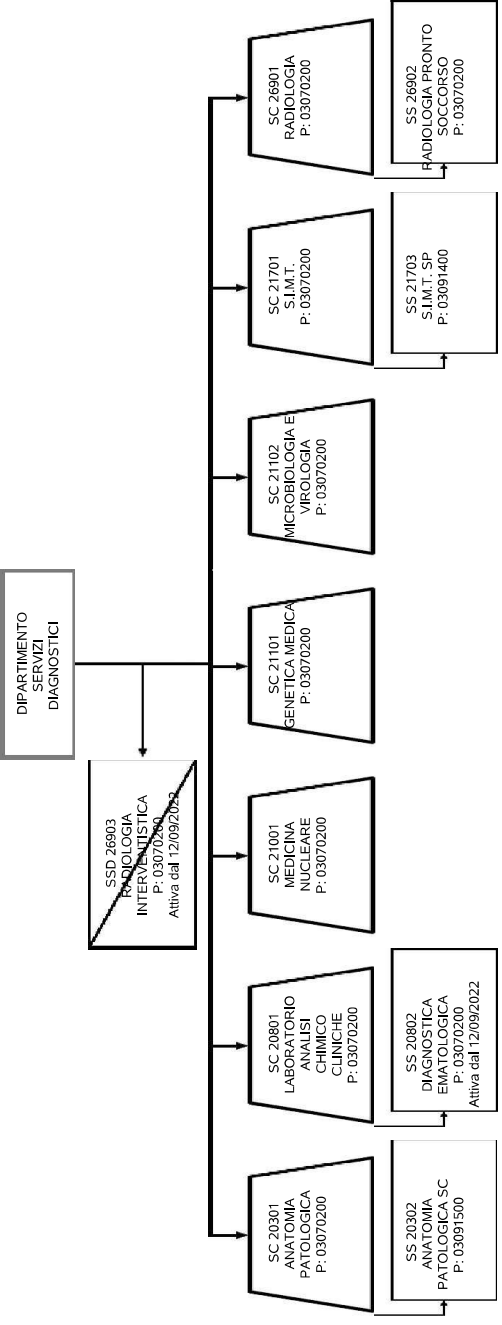 DIPARTIMENTO
SERVIZI
DIAGNOSTICI
SSD 26903
RADIOLOGIA
INTERVENTISTICA
P: 03070200
Attiva dal 12/09/2022
SC 20301
ANATOMIA
PATOLOGICA
P: 03070200
SC 20801
LABORATORIO
ANALISI
CHIMICO
CLINICHE
P: 03070200
SC 21001
MEDICINA
NUCLEARE
P: 03070200
SC 21101
GENETICA MEDICA
P: 03070200
SC 21102
MICROBIOLOGIA E
VIROLOGIA
P: 03070200
SC 21701
S.I.M.T.
P: 03070200
SC 26901
RADIOLOGIA
P: 03070200
SS 20302
ANATOMIA
PATOLOGICA SC
P: 03091500
SS 20802
DIAGNOSTICA
EMATOLOGICA
P: 03070200
Attiva dal 12/09/2022
SS 21703
S.I.M.T. SP
P: 03091400
SS 26902
RADIOLOGIA PRONTO
SOCCORSO
P: 03070200